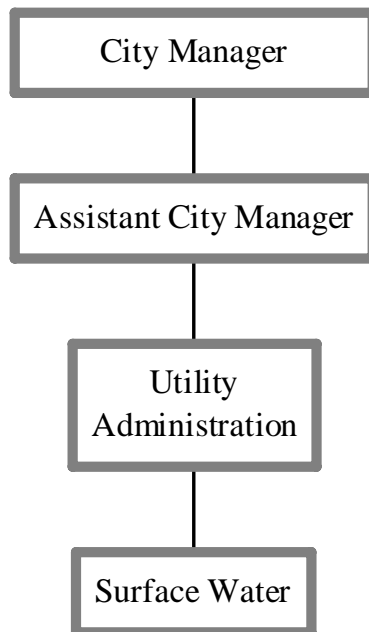 City Manager
Assistant City Manager
Utility
Administration
Surface Water